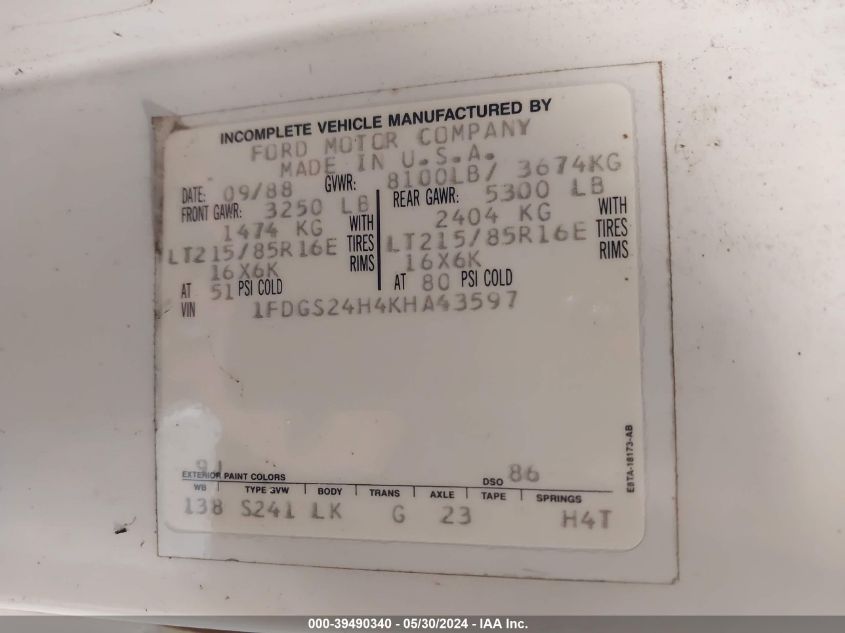 INCOMPLETE VEHICLE MANUFACTURED BY
FORD MOTOR COMPANY
MADE IN U.S.A.
DATE: 09/88 GVWR: 8100LB/ 3674KG
FRONT GAWR: 3250 LB REAR GAWR: 5300 LB
1474 KG WITH 2404 KG WITH
LT215/85R16E TIRES LT215/85R16E TIRES
16X6K RIMS 16X6K RIMS
AT 51 PSI COLD AT 80 PSI COLD
VIN 1FDGS24H4KHA43597
E8TA-18173-AB
EXTERIOR PAINT COLORS DSO 86
WB TYPE GVW BODY TRANS AXLE TAPE SPRINGS
138 S241 LK G 23 H4T
000-39490340 - 05/30/2024 - IAA Inc.